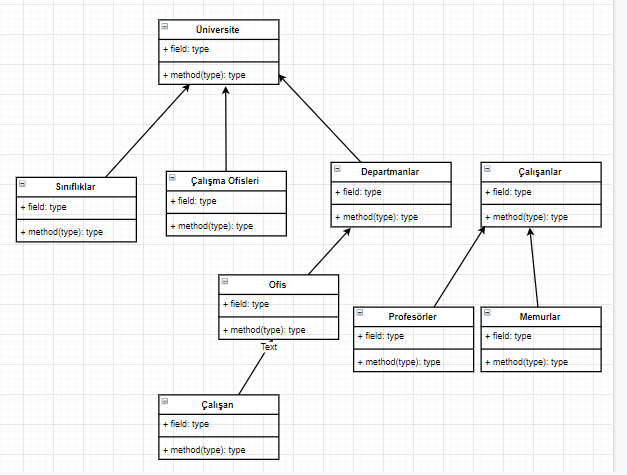 Üniversite
+ field: type
+ method(type): type
Sınıflıklar
+ field: type
+ method(type): type
Çalışma Ofisleri
+ field: type
+ method(type): type
Departmanlar
+ field: type
+ method(type): type
Çalışanlar
+ field: type
+ method(type): type
Ofis
+ field: type
+ method(type): type
Text
Profesörler
+ field: type
+ method(type): type
Memurlar
+ field: type
+ method(type): type
Çalışan
+ field: type
+ method(type): type